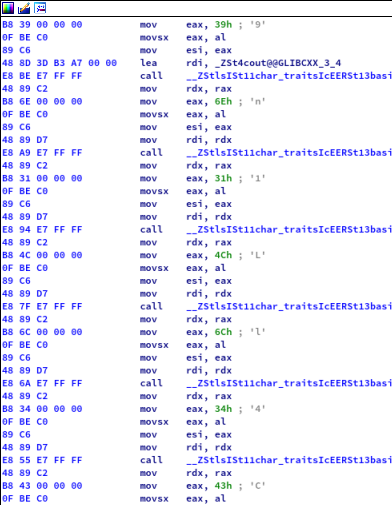 B8 39 00 00 00 mov eax, 39h ; '9'
0F BE C0 movsx eax, al
89 C6 mov esi, eax
48 8D 3D B3 A7 00 00 lea rdi, _ZSt4cout@@GLIBCXX_3_4
E8 BE E7 FF FF call __ZStlsISt11char_traitsIcEERSt13basi
48 89 C2 mov rdx, rax
B8 6E 00 00 00 mov eax, 6Eh ; 'n'
0F BE C0 movsx eax, al
89 C6 mov esi, eax
48 89 D7 mov rdi, rdx
E8 A9 E7 FF FF call __ZStlsISt11char_traitsIcEERSt13basi
48 89 C2 mov rdx, rax
B8 31 00 00 00 mov eax, 31h ; '1'
0F BE C0 movsx eax, al
89 C6 mov esi, eax
48 89 D7 mov rdi, rdx
E8 94 E7 FF FF call __ZStlsISt11char_traitsIcEERSt13basi
48 89 C2 mov rdx, rax
B8 4C 00 00 00 mov eax, 4Ch ; 'L'
0F BE C0 movsx eax, al
89 C6 mov esi, eax
48 89 D7 mov rdi, rdx
E8 7F E7 FF FF call __ZStlsISt11char_traitsIcEERSt13basi
48 89 C2 mov rdx, rax
B8 6C 00 00 00 mov eax, 6Ch ; 'l'
0F BE C0 movsx eax, al
89 C6 mov esi, eax
48 89 D7 mov rdi, rdx
E8 6A E7 FF FF call __ZStlsISt11char_traitsIcEERSt13basi
48 89 C2 mov rdx, rax
B8 34 00 00 00 mov eax, 34h ; '4'
0F BE C0 movsx eax, al
89 C6 mov esi, eax
48 89 D7 mov rdi, rdx
E8 55 E7 FF FF call __ZStlsISt11char_traitsIcEERSt13basi
48 89 C2 mov rdx, rax
B8 43 00 00 00 mov eax, 43h ; 'C'
0F BE C0 movsx eax, al